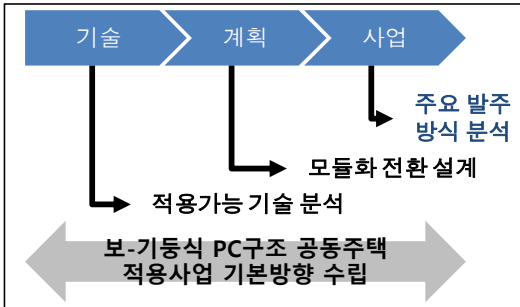 기술 계획 사업
주요 발주
방식 분석
모듈화 전환 설계
적용가능 기술 분석
보-기둥식 PC구조 공동주택
적용사업 기본방향 수립